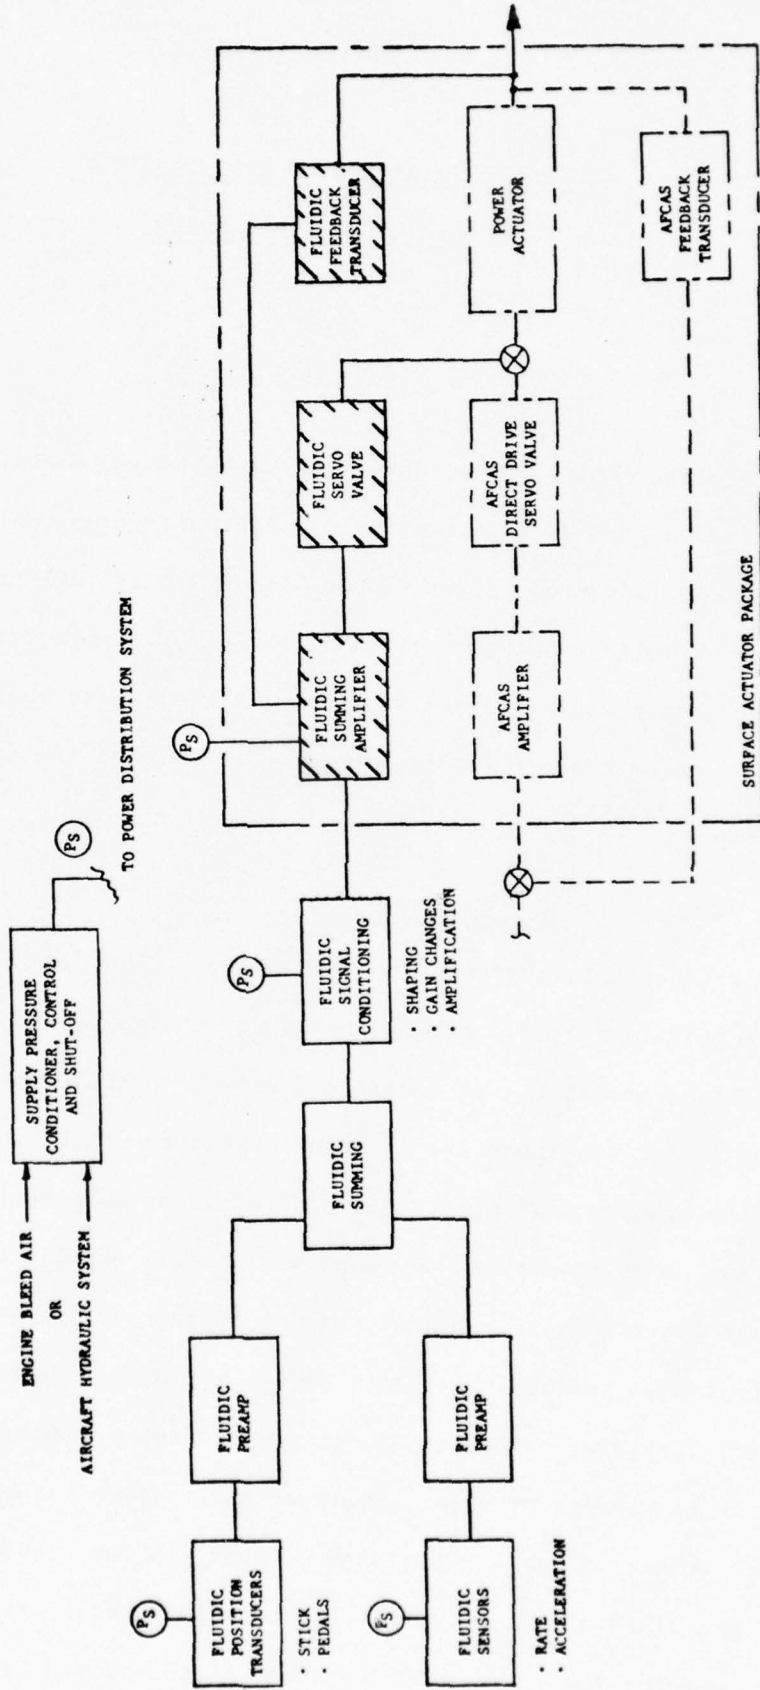 ENGINE BLEED AIR
OR
AIRCRAFT HYDRAULIC SYSTEM
SUPPLY PRESSURE
CONDITIONER, CONTROL
AND SHUT-OFF
PS
TO POWER DISTRIBUTION SYSTEM
PS
FLUIDIC
POSITION
TRANSDUCERS
· STICK
· PEDALS
FLUIDIC
PREAMP
PS
FLUIDIC
SENSORS
· RATE
· ACCELERATION
FLUIDIC
PREAMP
FLUIDIC
SUMMING
PS
FLUIDIC
SIGNAL
CONDITIONING
· SHAPING
· GAIN CHANGES
· AMPLIFICATION
PS
FLUIDIC
SUMMING
AMPLIFIER
FLUIDIC
SERVO
VALVE
FLUIDIC
FEEDBACK
TRANSDUCER
AFCAS
AMPLIFIER
AFCAS
DIRECT DRIVE
SERVO VALVE
POWER
ACTUATOR
AFCAS
FEEDBACK
TRANSDUCER
SURFACE ACTUATOR PACKAGE